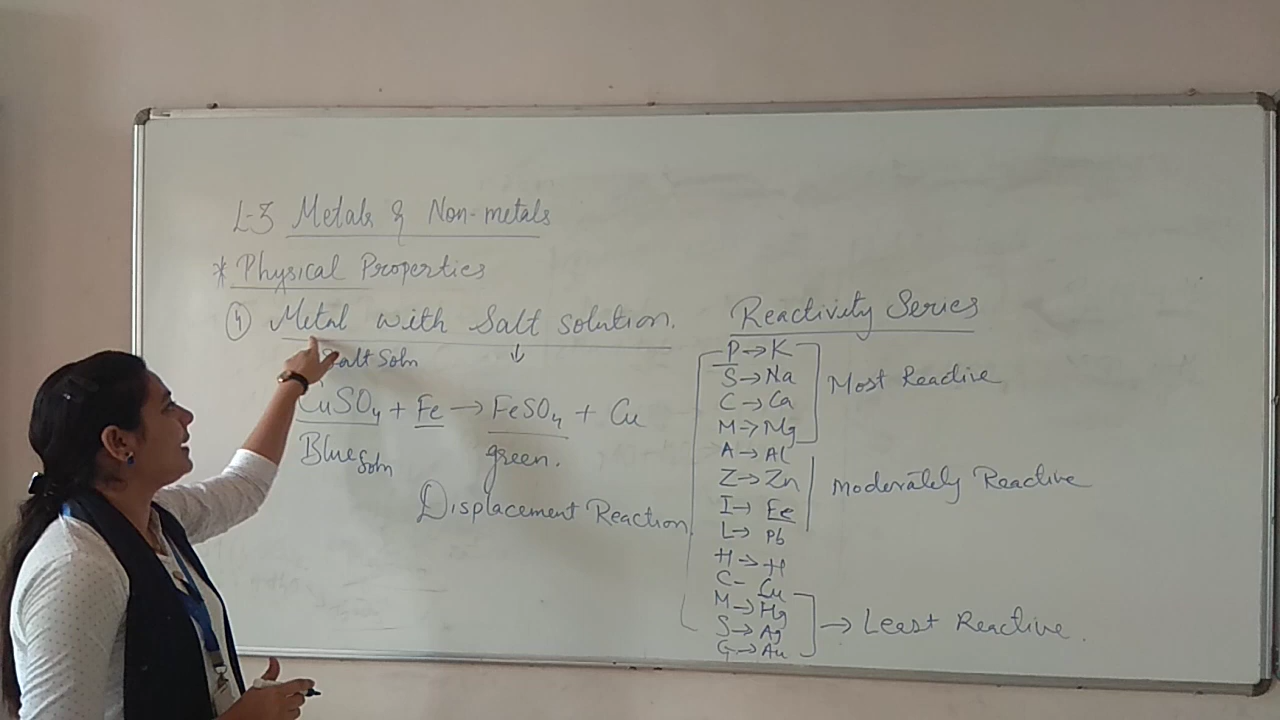 L-3 Metals & Non-metals
* Physical Properties
4) Metal with Salt solution.
↓
Salt Soln
CuSO4 + Fe → FeSO4 + Cu
Blue Soln
green.
Displacement Reaction
Reactivity Series
P → K
S → Na
C → Ca
M → Mg
Most Reactive
A → Al
Z → Zn
I → Fe
L → Pb
Moderately Reactive
H → H
C - Cu
M → Hg
S → Ag
G → Au
→ Least Reactive.